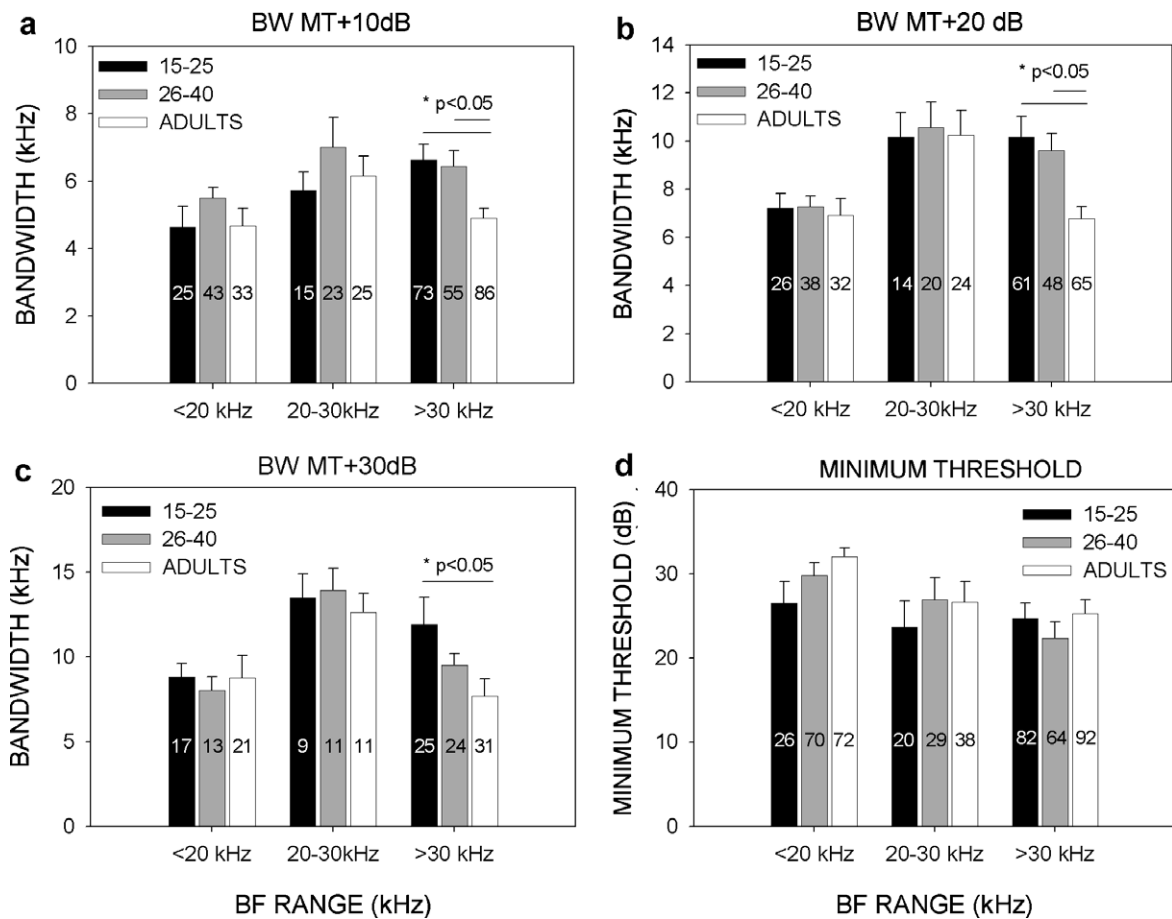 a
BW MT+10dB
15-25
26-40
ADULTS
* p<0.05
BANDWIDTH (kHz)
10
8
6
4
2
0
25 43 33 15 23 25 73 55 86
<20 kHz 20-30kHz >30 kHz
b
BW MT+20 dB
15-25
26-40
ADULTS
* p<0.05
BANDWIDTH (kHz)
14
12
10
8
6
4
2
0
26 38 32 14 20 24 61 48 65
<20 kHz 20-30kHz >30 kHz
c
BW MT+30dB
15-25
26-40
ADULTS
* p<0.05
BANDWIDTH (kHz)
20
15
10
5
0
17 13 21 9 11 11 25 24 31
<20 kHz 20-30kHz >30 kHz
BF RANGE (kHz)
d
MINIMUM THRESHOLD
15-25
26-40
ADULTS
MINIMUM THRESHOLD (dB)
40
30
20
10
0
26 70 72 20 29 38 82 64 92
<20 kHz 20-30kHz >30 kHz
BF RANGE (kHz)